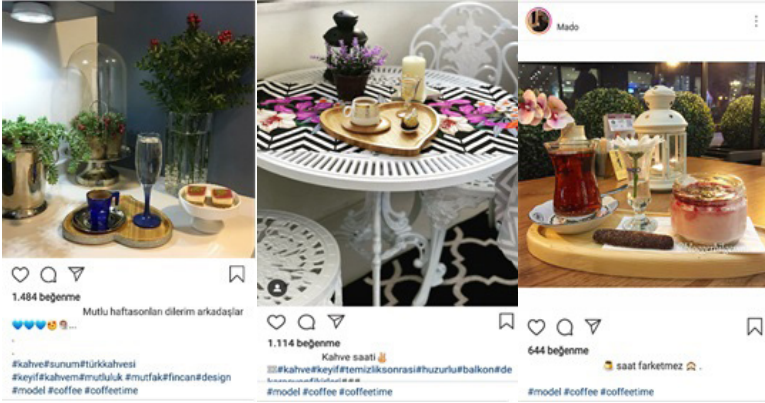 1.484 beğenme
Mutlu haftasonları dilerim arkadaşlar
💙💙💙
.
.
#kahve#sunum#türkkahvesi
#keyif#kahvem#mutluluk #mutfak#fincan#design
#model #coffee #coffeetime
1.114 beğenme
Kahve saati✌🏼
#kahve#keyif#temizliksonrasi#huzurlu#balkon#de
#model #coffee #coffeetime
Mado
644 beğenme
saat farketmez .
#model #coffee #coffeetime